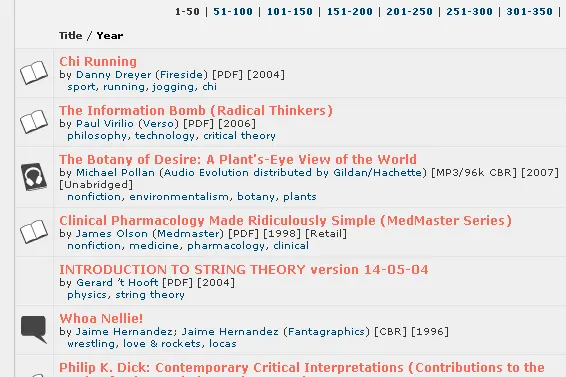 1-50 | 51-100 | 101-150 | 151-200 | 201-250 | 251-300 | 301-350 |
Title / Year
Chi Running
by Danny Dreyer (Fireside) [PDF] [2004]
sport, running, jogging, chi
The Information Bomb (Radical Thinkers)
by Paul Virilio (Verso) [PDF] [2006]
philosophy, technology, critical theory
The Botany of Desire: A Plant's-Eye View of the World
by Michael Pollan (Audio Evolution distributed by Gildan/Hachette) [MP3/96k CBR] [2007]
[Unabridged]
nonfiction, environmentalism, botany, plants
Clinical Pharmacology Made Ridiculously Simple (MedMaster Series)
by James Olson (Medmaster) [PDF] [1998] [Retail]
nonfiction, medicine, pharmacology, clinical
INTRODUCTION TO STRING THEORY version 14-05-04
by Gerard 't Hooft [PDF] [2004]
physics, string theory
Whoa Nellie!
by Jaime Hernandez; Jaime Hernandez (Fantagraphics) [CBR] [1996]
wrestling, love & rockets, locas
Philip K. Dick: Contemporary Critical Interpretations (Contributions to the